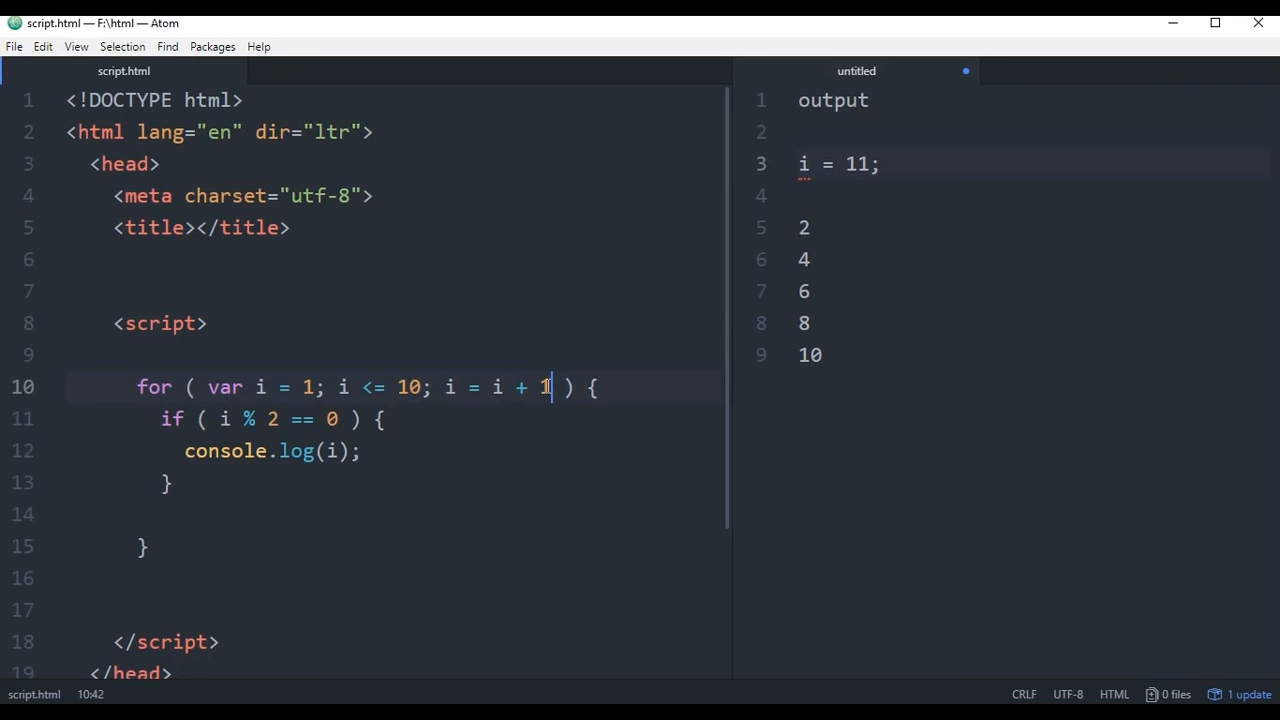 script.html — F:\html — Atom
File Edit View Selection Find Packages Help
script.html
1 <!DOCTYPE html>
2 <html lang="en" dir="ltr">
3 <head>
4 <meta charset="utf-8">
5 <title></title>
6
7
8 <script>
9
10 for ( var i = 1; i <= 10; i = i + 1 ) {
11 if ( i % 2 == 0 ) {
12 console.log(i);
13 }
14
15 }
16
17
18 </script>
19 </head>
untitled
1 output
2
3 i = 11;
4
5 2
6 4
7 6
8 8
9 10
script.html 10:42 CRLF UTF-8 HTML 0 files 1 update